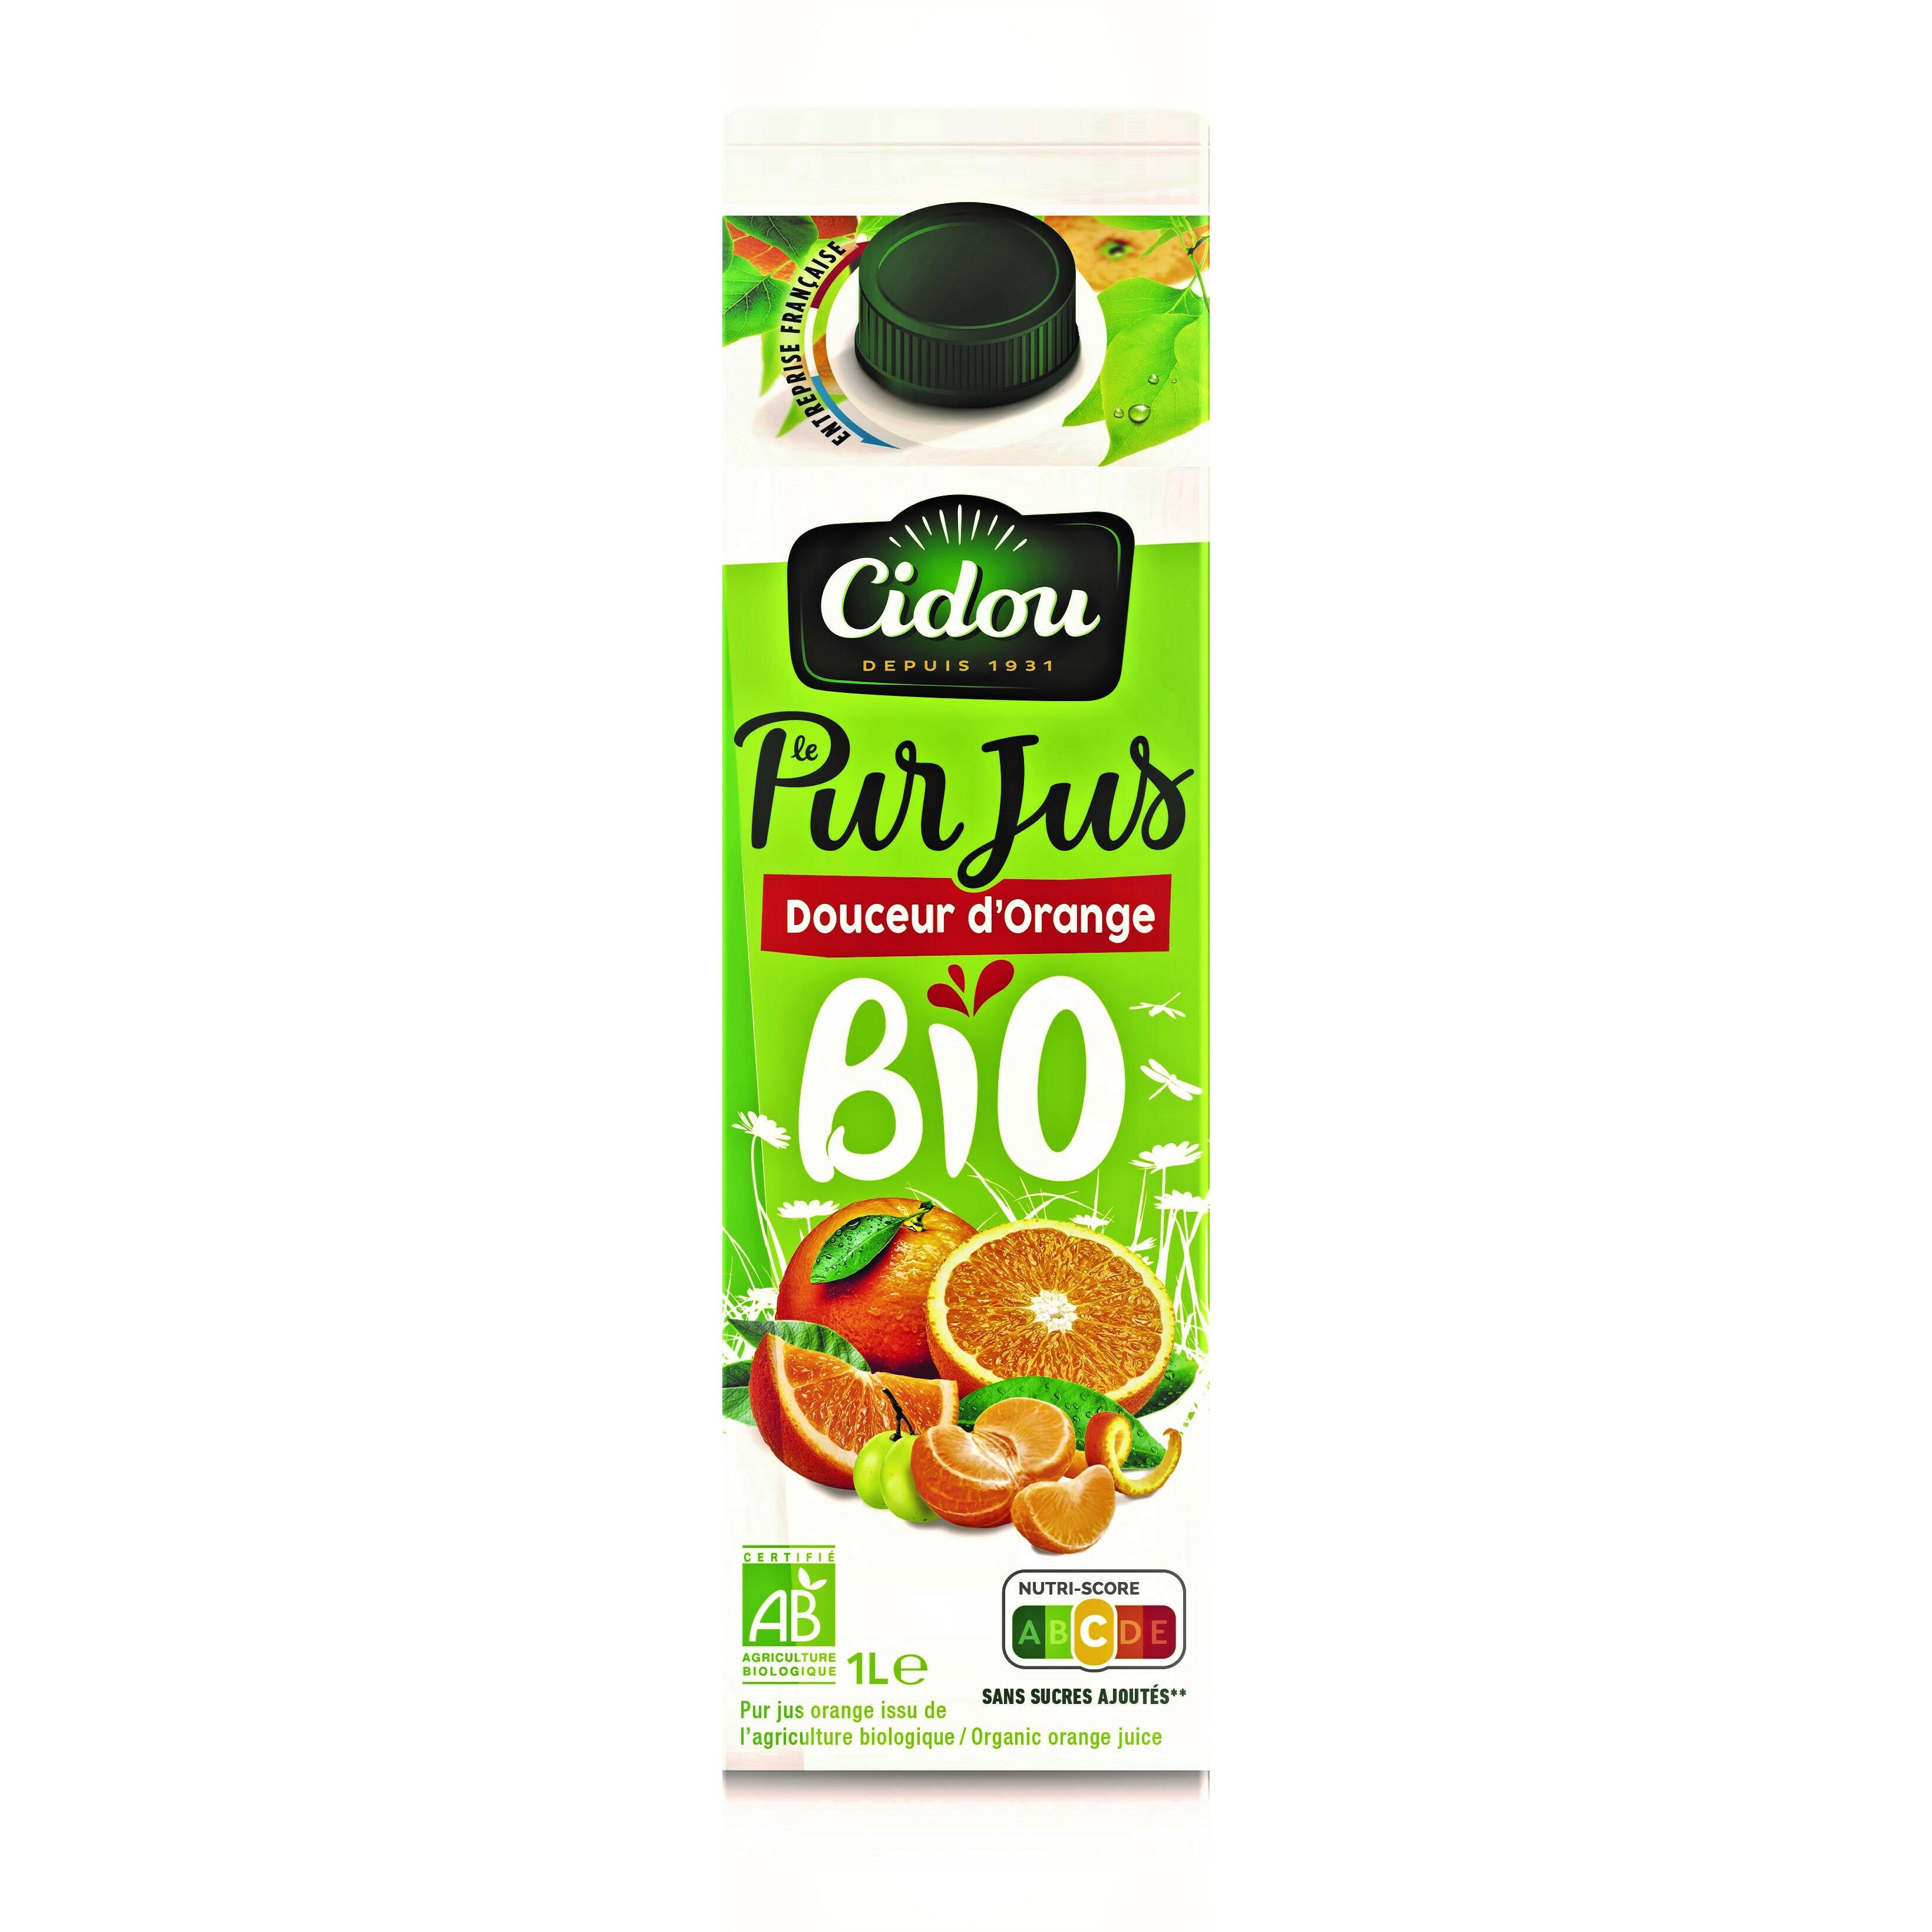 ENTREPRISE FRANÇAISE
Cidou
DEPUIS 1931
le Pur Jus
Douceur d'Orange
BiO
CERTIFIÉ
AB
AGRICULTURE
BIOLOGIQUE
1L℮
NUTRI-SCORE
A B C D E
SANS SUCRES AJOUTÉS**
Pur jus orange issu de
l'agriculture biologique / Organic orange juice